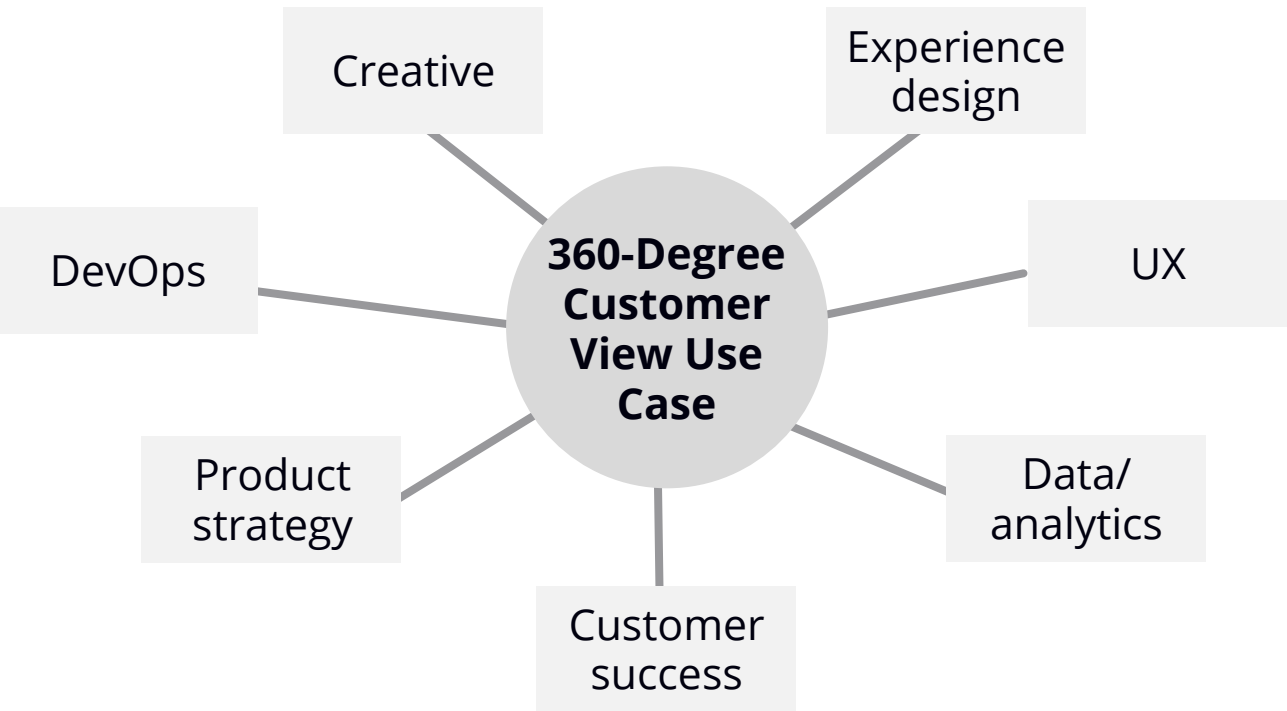 Creative
Experience
design
DevOps
360-Degree
Customer
View Use
Case
UX
Product
strategy
Data/
analytics
Customer
success